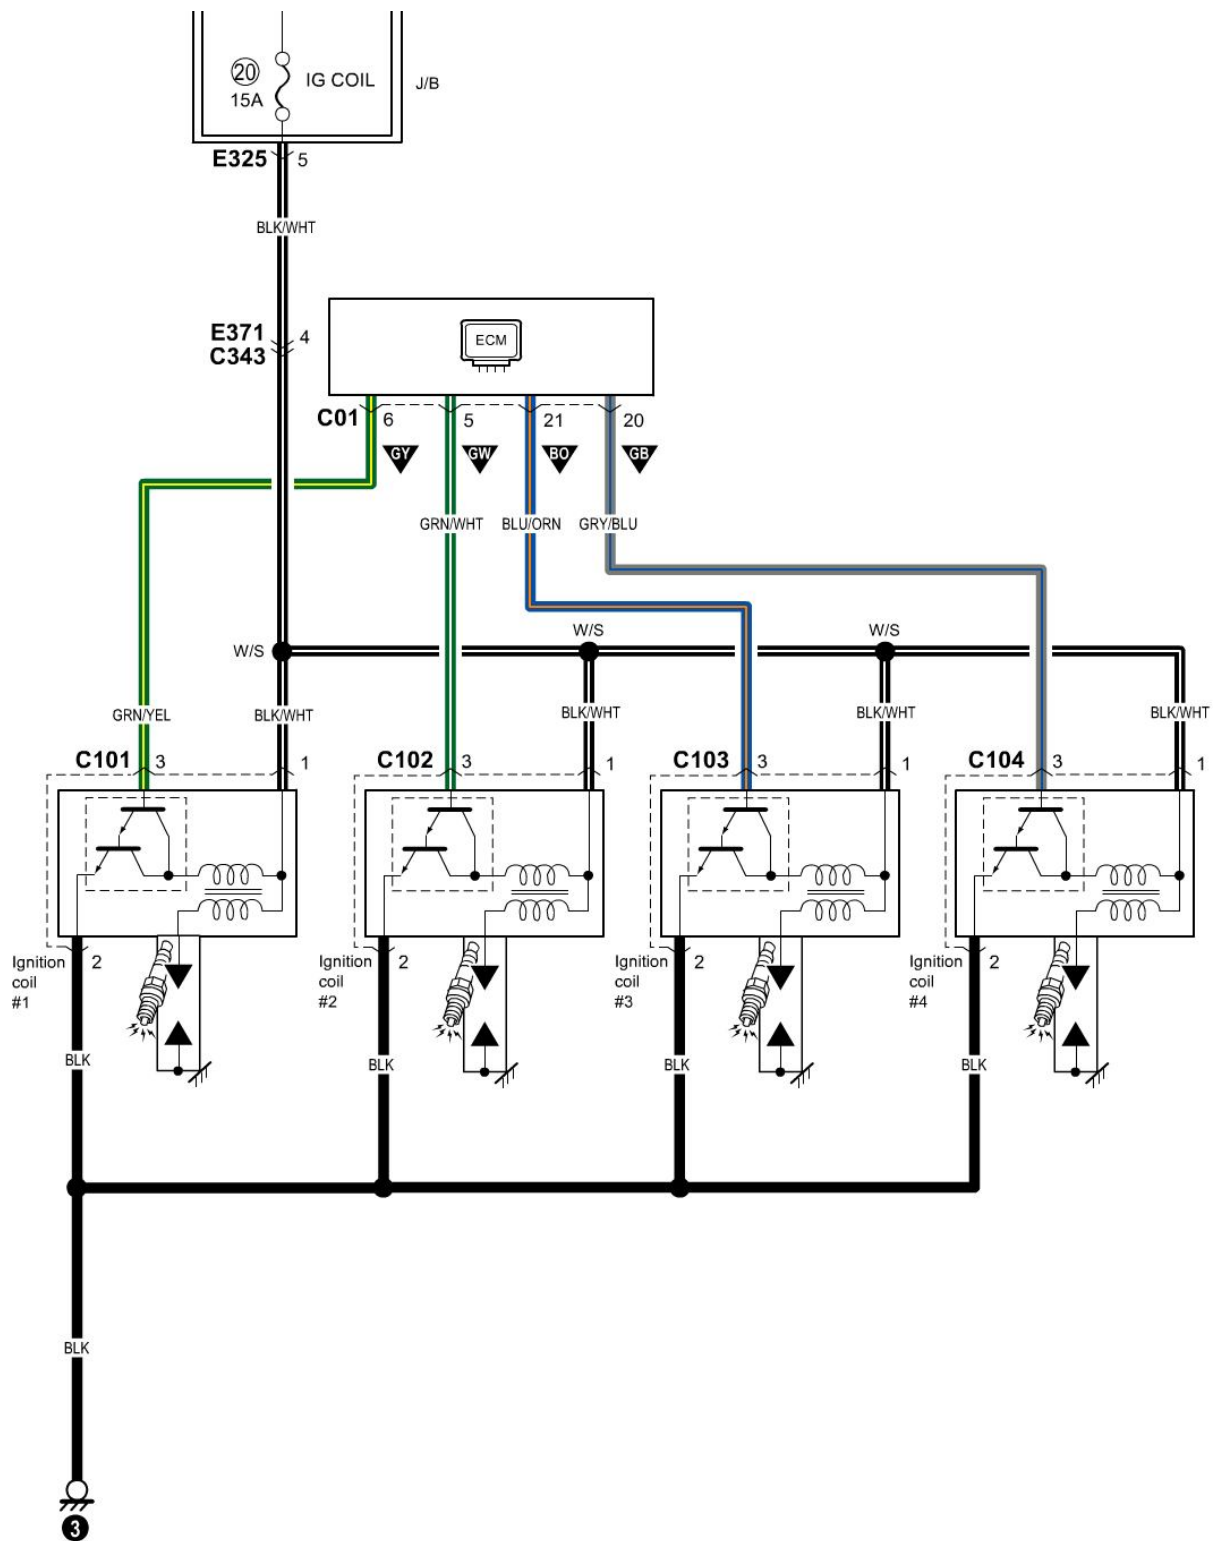 20
15A
IG COIL
J/B
E325 5
BLK/WHT
E371 4
C343
ECM
C01 6 5 21 20
GY GW BO GB
GRN/WHT BLU/ORN GRY/BLU
W/S W/S W/S
GRN/YEL BLK/WHT BLK/WHT BLK/WHT BLK/WHT
C101 3 1 C102 3 1 C103 3 1 C104 3 1
Ignition
coil
#1
2
Ignition
coil
#2
2
Ignition
coil
#3
2
Ignition
coil
#4
2
BLK BLK BLK BLK
BLK
3